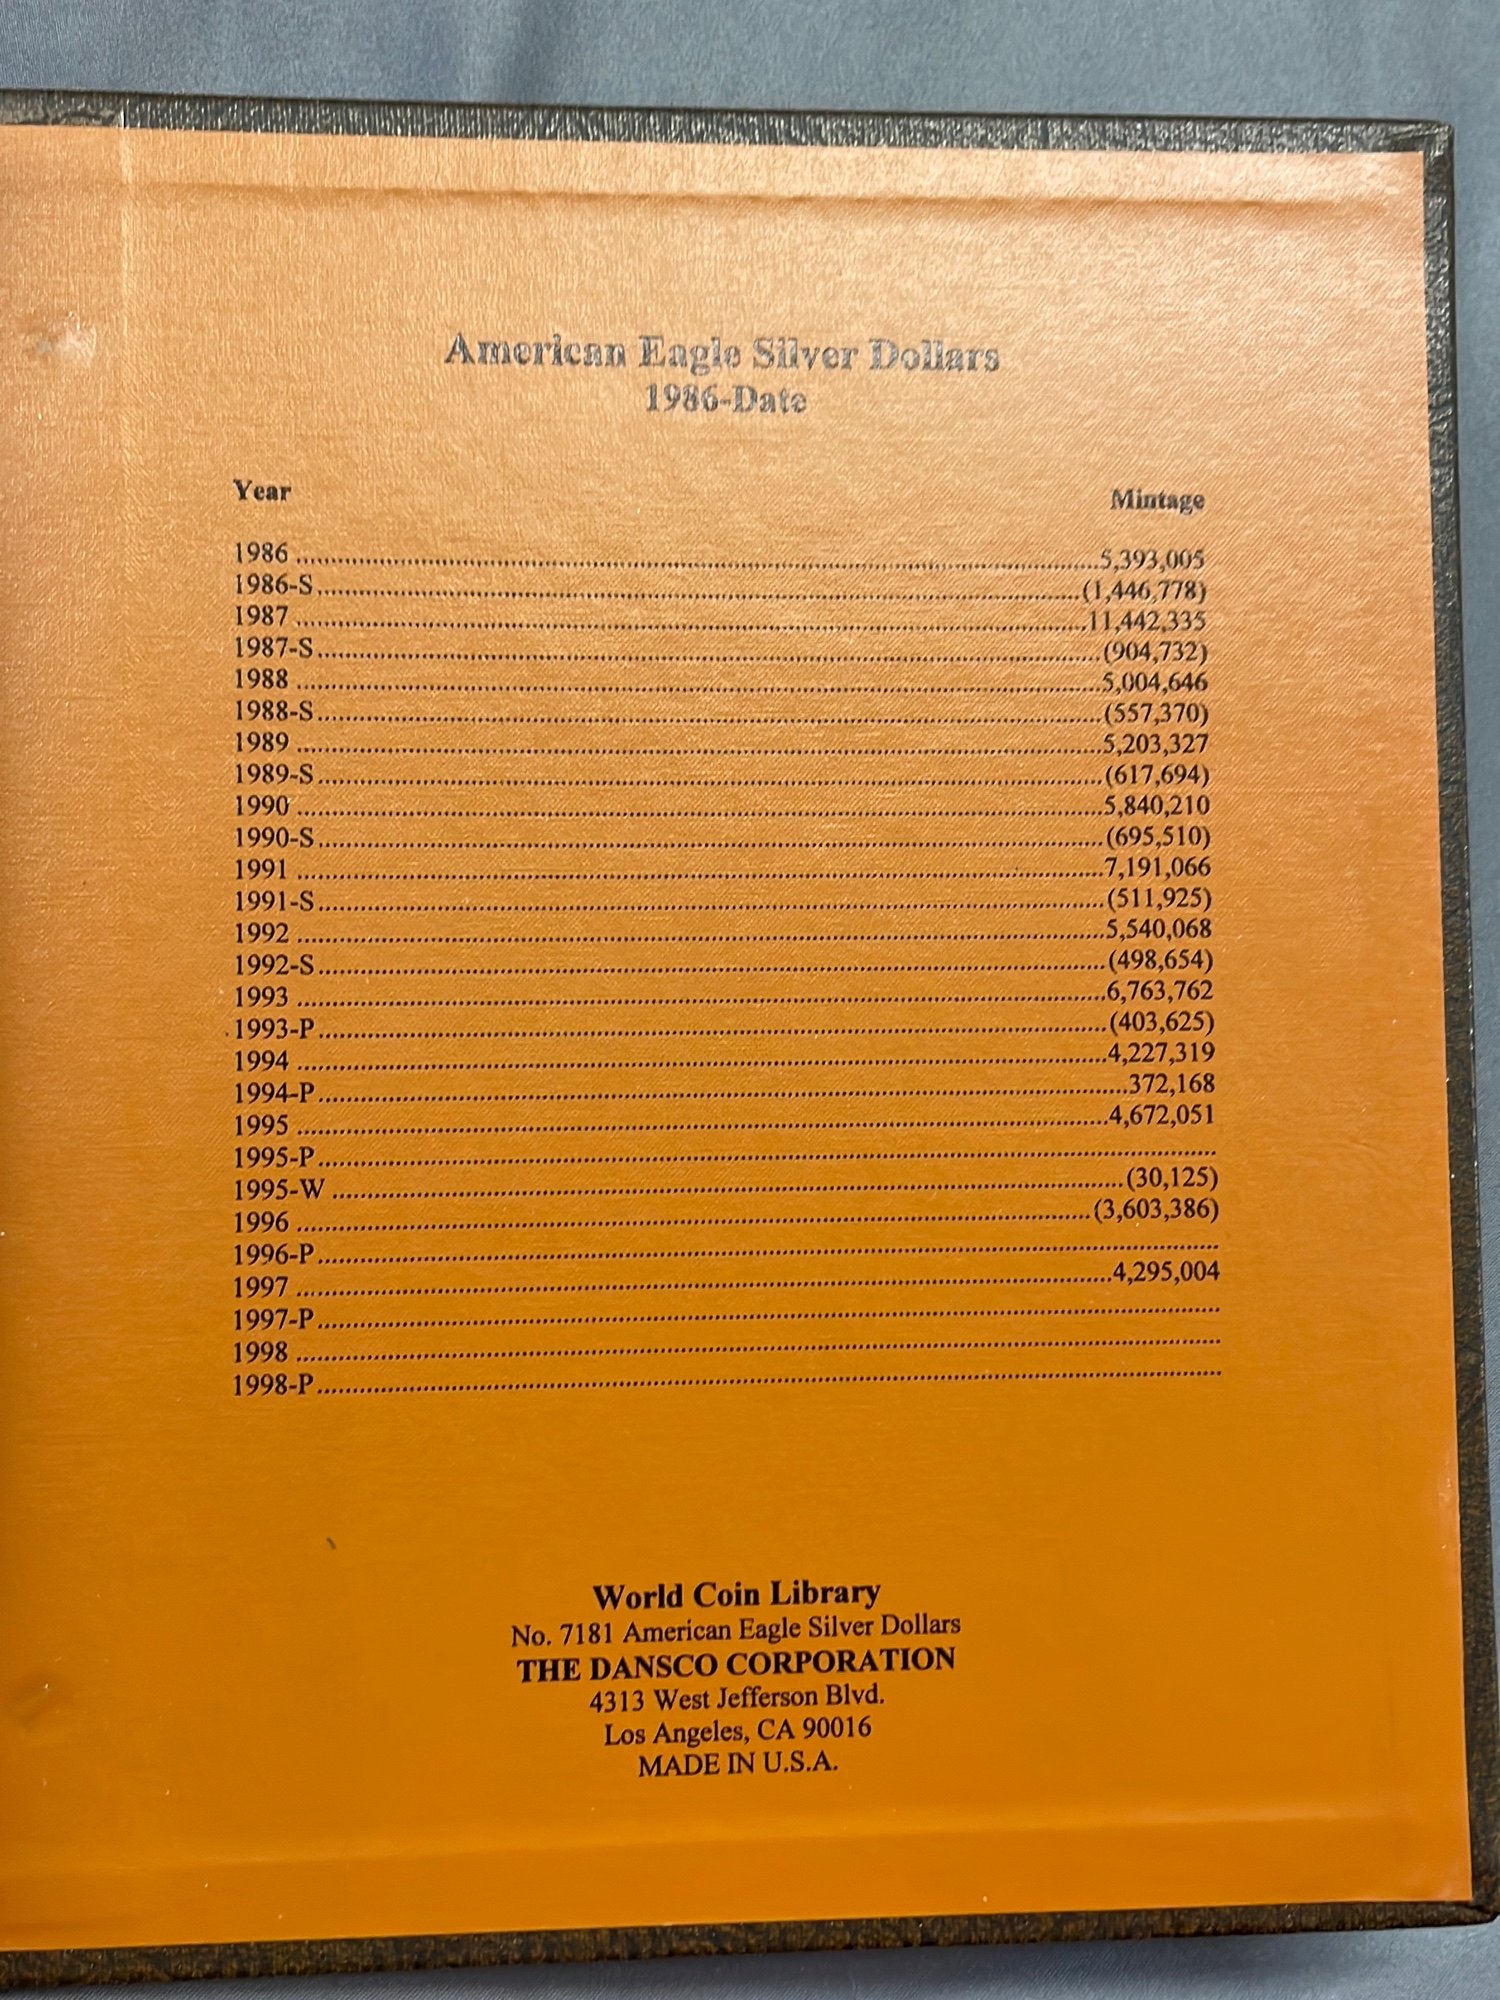 American Eagle Silver Dollars
1986-Date
Year Mintage
1986 ........ 5,393,005
1986-S ........ (1,446,778)
1987 ........ 11,442,335
1987-S ........ (904,732)
1988 ........ 5,004,646
1988-S ........ (557,370)
1989 ........ 5,203,327
1989-S ........ (617,694)
1990 ........ 5,840,210
1990-S ........ (695,510)
1991 ........ 7,191,066
1991-S ........ (511,925)
1992 ........ 5,540,068
1992-S ........ (498,654)
1993 ........ 6,763,762
1993-P ........ (403,625)
1994 ........ 4,227,319
1994-P ........ 372,168
1995 ........ 4,672,051
1995-P ........
1995-W ........ (30,125)
1996 ........ (3,603,386)
1996-P ........
1997 ........ 4,295,004
1997-P ........
1998 ........
1998-P ........
World Coin Library
No. 7181 American Eagle Silver Dollars
THE DANSCO CORPORATION
4313 West Jefferson Blvd.
Los Angeles, CA 90016
MADE IN U.S.A.